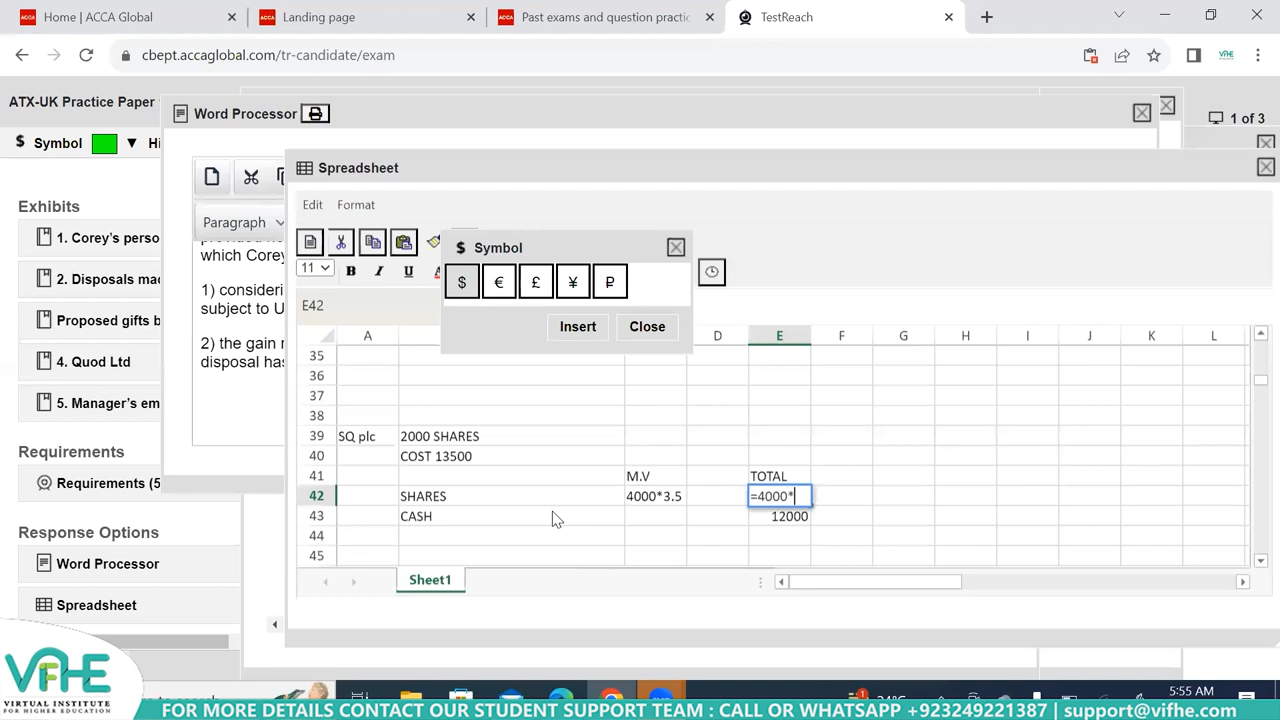 Home | ACCA Global
Landing page
Past exams and question practic
TestReach
cbept.accaglobal.com/tr-candidate/exam
ATX-UK Practice Paper
1 of 3
$ Symbol
Hi
Word Processor
Spreadsheet
Edit Format
Exhibits
1. Corey's perso
2. Disposals mad
Proposed gifts b
4. Quod Ltd
5. Manager's em
Requirements
Requirements (5
Response Options
Word Processor
Spreadsheet
Paragraph
which Corey
1) consideri
subject to U
2) the gain r
disposal has
$ Symbol
$ € £ ¥ ₽
Insert Close
11 B I U A
E42
A D E F G H I J K L
35
36
37
38
39 SQ plc 2000 SHARES
40 COST 13500
41 M.V TOTAL
42 SHARES 4000*3.5 =4000*
43 CASH 12000
44
45
Sheet1
5:55 AM
VIFHE
VIRTUAL INSTITUTE
FOR HIGHER EDUCATION
FOR MORE DETAILS CONTACT OUR STUDENT SUPPORT TEAM : CALL OR WHATSAPP +923249221387 | support@vifhe.com